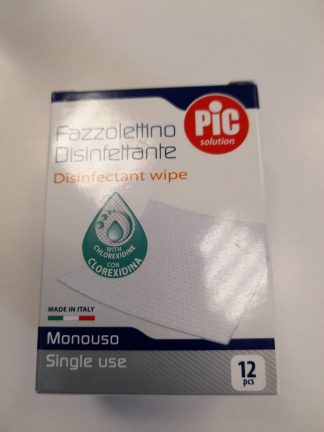 Fazzolettino
Disinfettante
Disinfectant wipe
PiC
solution
WITH
CHLOREXIDINE
CON
CLOREXIDINA
MADE IN ITALY
Monouso
Single use
12
pcs